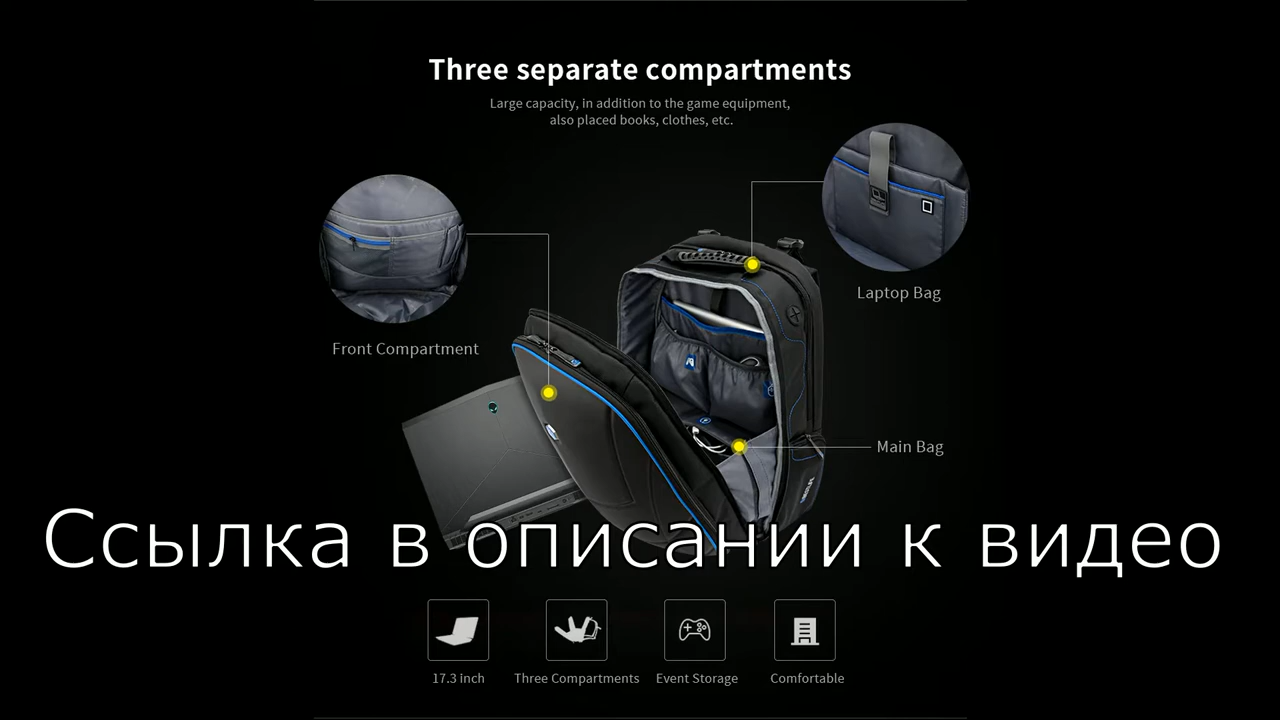 Three separate compartments
Large capacity, in addition to the game equipment,
also placed books, clothes, etc.
Laptop Bag
Front Compartment
Main Bag
Ссылка в описании к видео
17.3 inch
Three Compartments
Event Storage
Comfortable